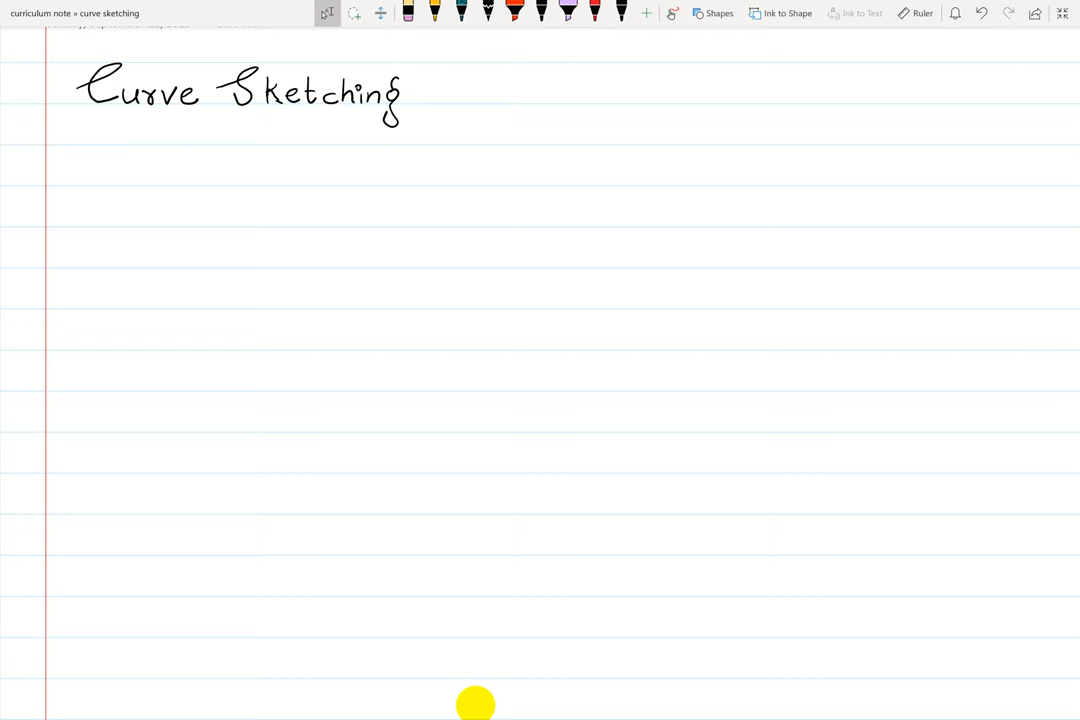 curriculum note » curve sketching
Shapes
Ink to Shape
Ink to Text
Ruler
Curve Sketching